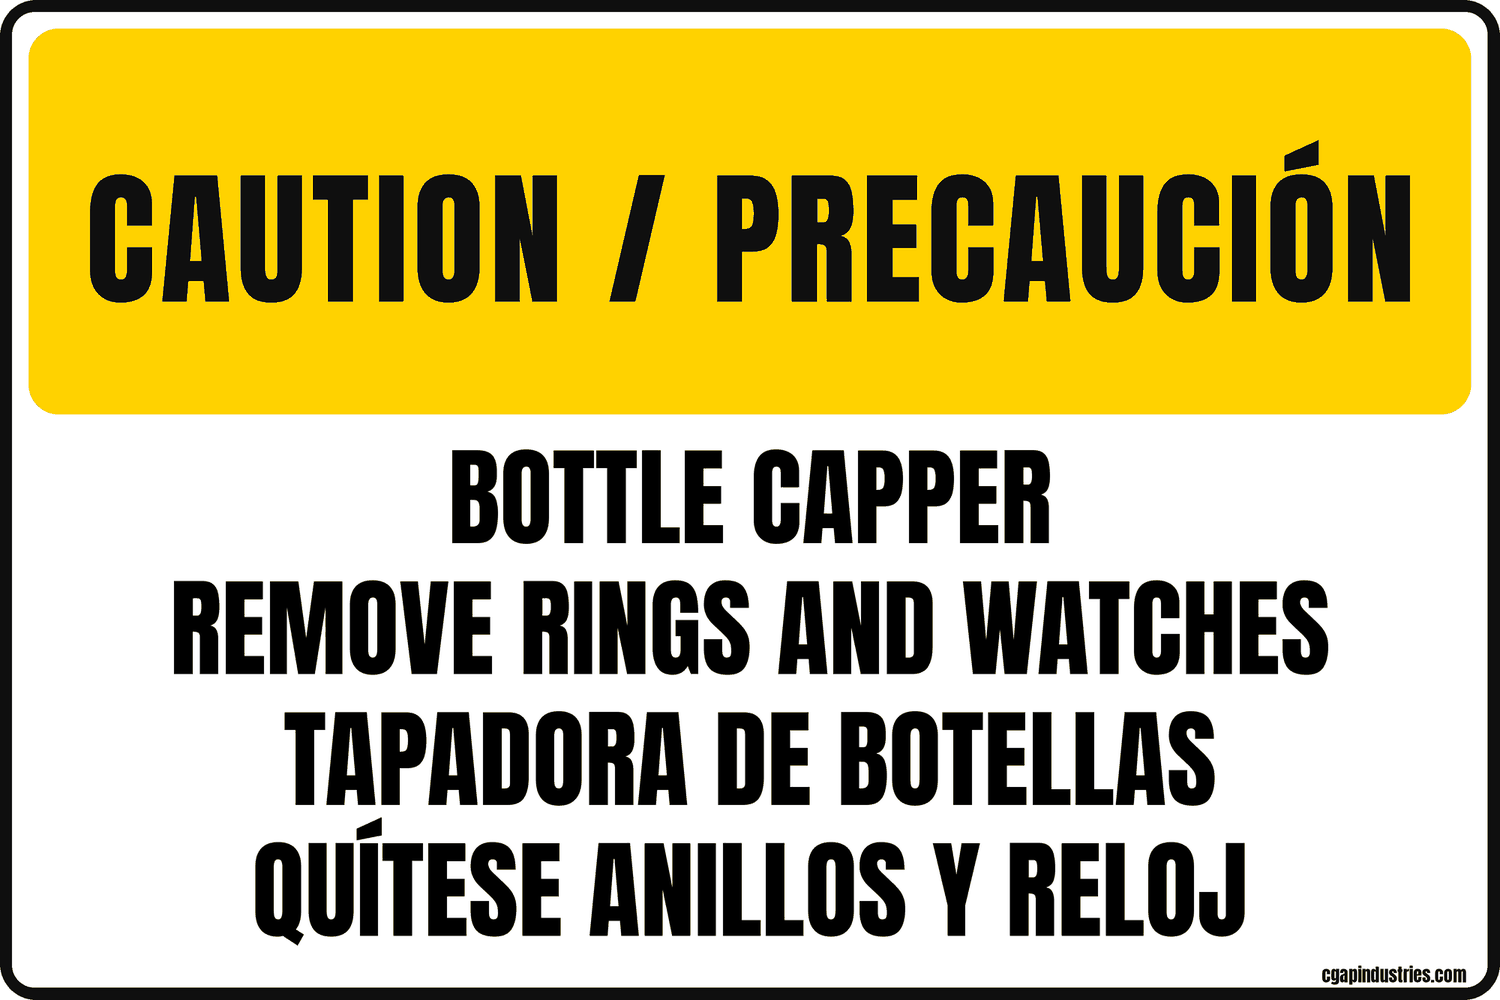 CAUTION / PRECAUCIÓN
BOTTLE CAPPER
REMOVE RINGS AND WATCHES
TAPADORA DE BOTELLAS
QUÍTESE ANILLOS Y RELOJ
cgapindustries.com